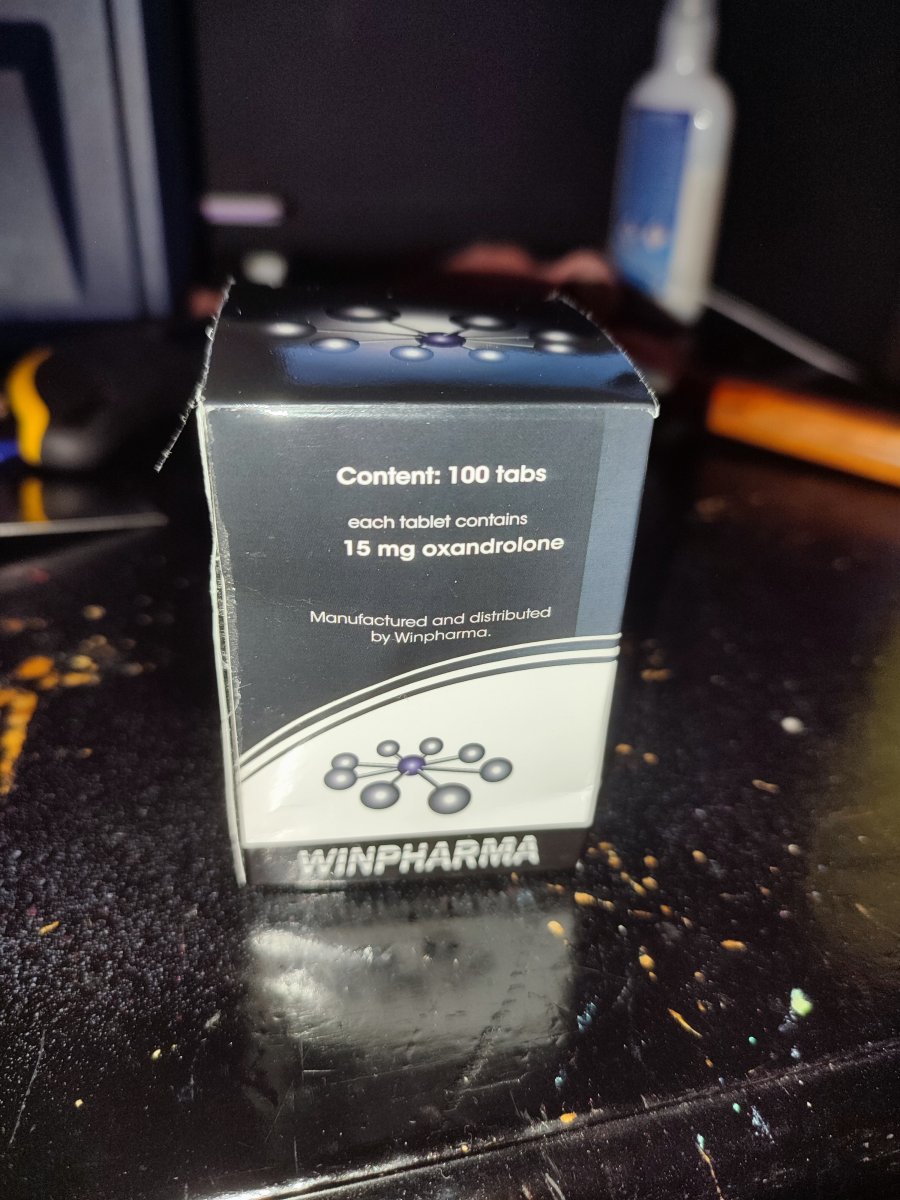 Content: 100 tabs
each tablet contains
15 mg oxandrolone
Manufactured and distributed
by Winpharma.
WINPHARMA